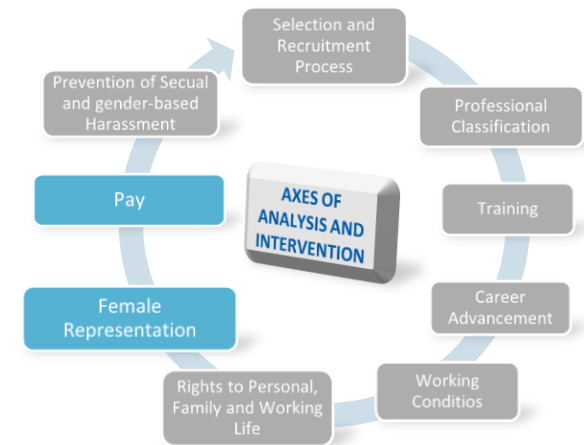 Selection and
Recruitment
Process
Professional
Classification
Training
Career
Advancement
Working
Conditios
Rights to Personal,
Family and Working
Life
Female
Representation
Pay
Prevention of Secual
and gender-based
Harassment
AXES OF
ANALYSIS AND
INTERVENTION